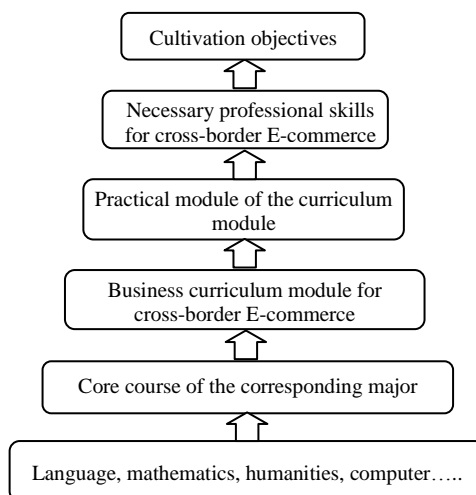 Cultivation objectives
Necessary professional skills
for cross-border E-commerce
Practical module of the curriculum
module
Business curriculum module for
cross-border E-commerce
Core course of the corresponding major
Language, mathematics, humanities, computer…..